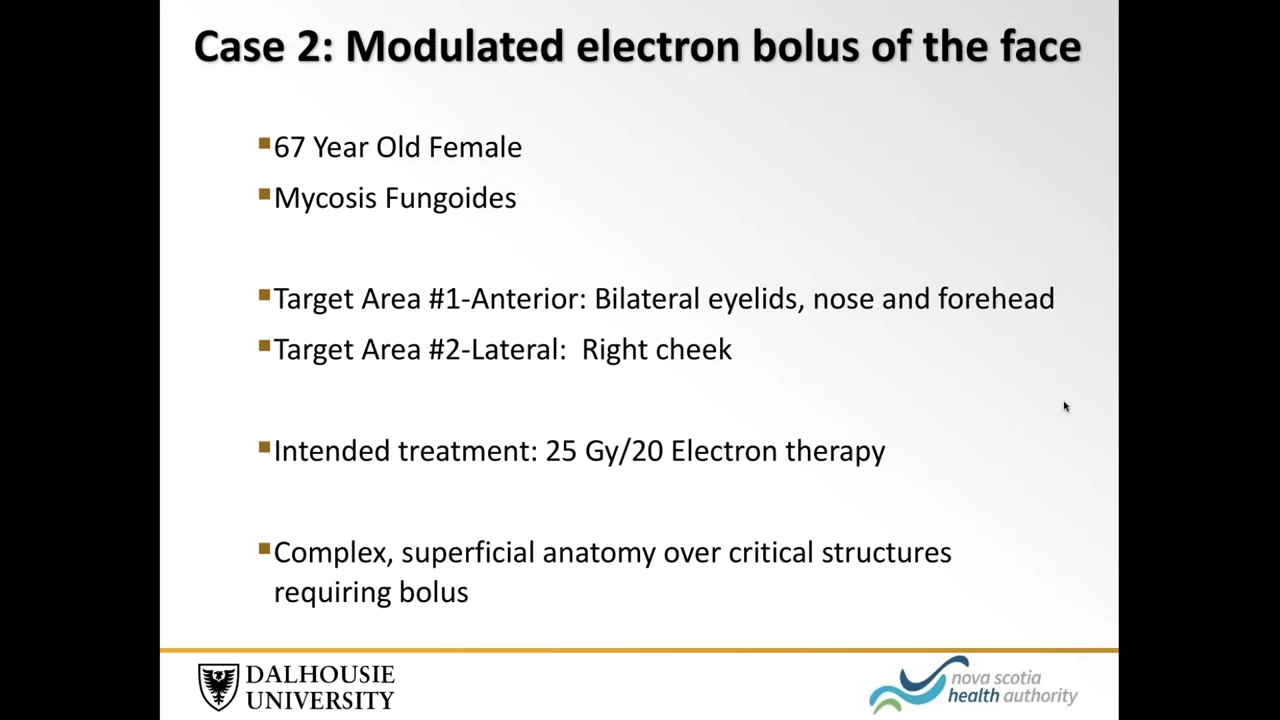 Case 2: Modulated electron bolus of the face
67 Year Old Female
Mycosis Fungoides
Target Area #1-Anterior: Bilateral eyelids, nose and forehead
Target Area #2-Lateral: Right cheek
Intended treatment: 25 Gy/20 Electron therapy
Complex, superficial anatomy over critical structures
requiring bolus
DALHOUSIE
UNIVERSITY
nova scotia
health authority